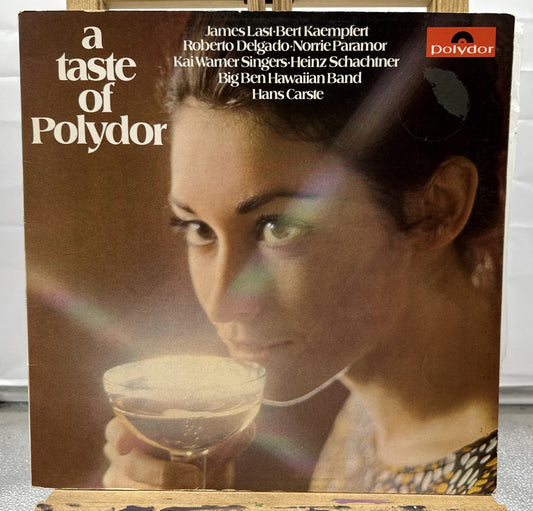 a
taste
of
Polydor
James Last·Bert Kaempfert
Roberto Delgado·Norrie Paramor
Kai Warner Singers·Heinz Schachtner
Big Ben Hawaiian Band
Hans Carste
Polydor